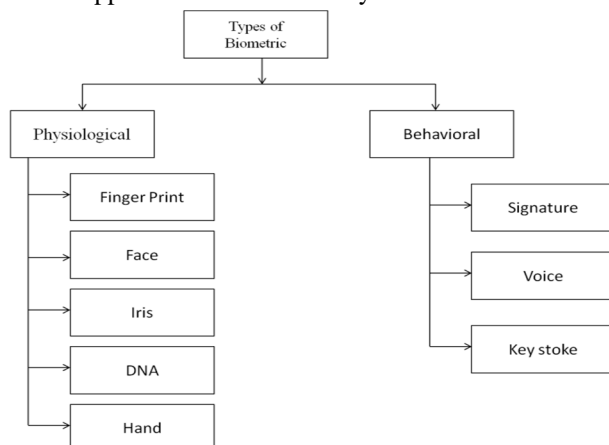 Types of
Biometric
Physiological
Behavioral
Finger Print
Face
Iris
DNA
Hand
Signature
Voice
Key stoke